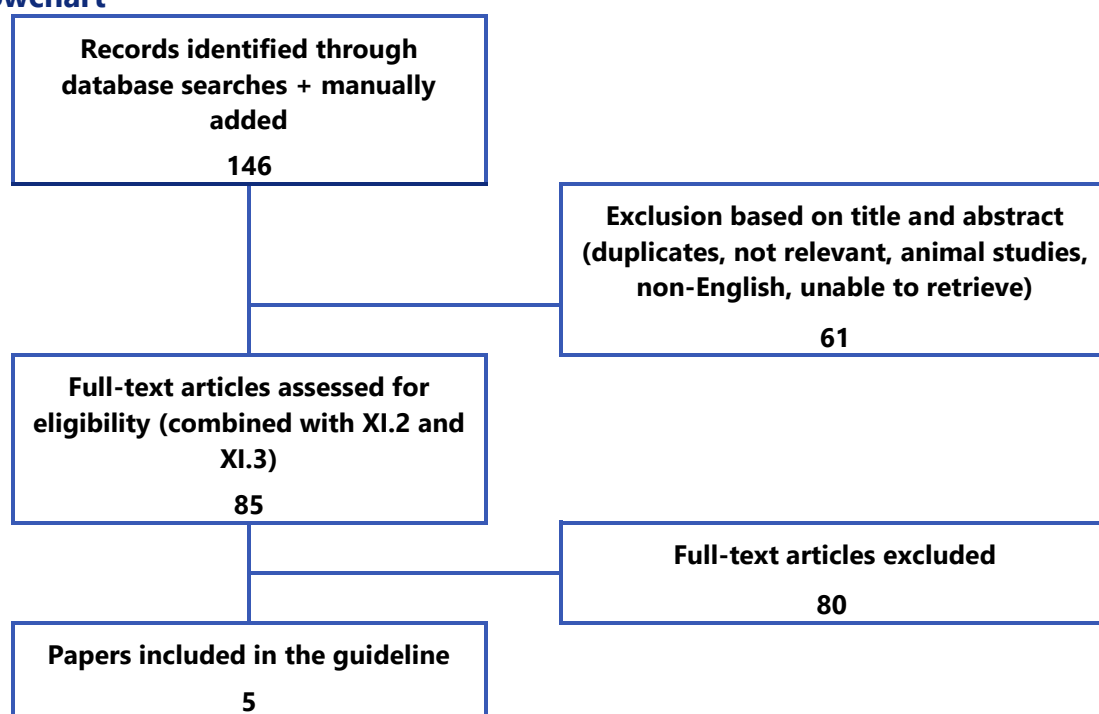 Records identified through
database searches + manually
added
146
Exclusion based on title and abstract
(duplicates, not relevant, animal studies,
non-English, unable to retrieve)
61
Full-text articles assessed for
eligibility (combined with XI.2 and
XI.3)
85
Full-text articles excluded
80
Papers included in the guideline
5